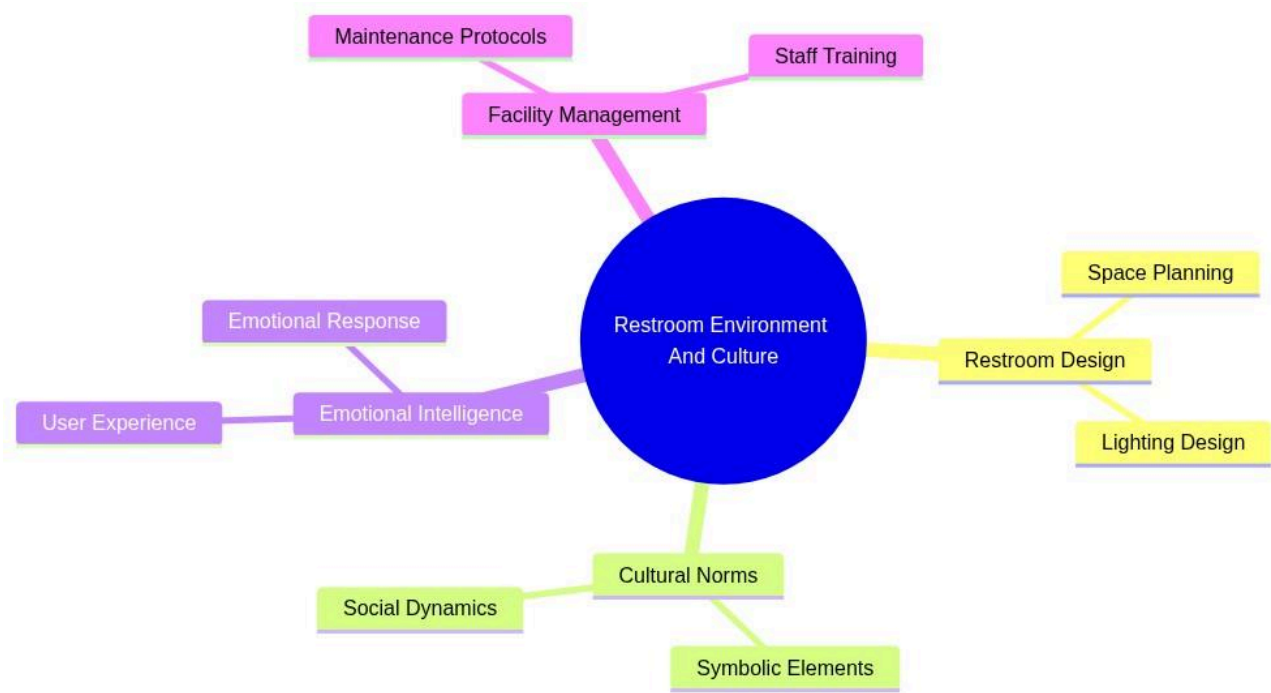 Maintenance Protocols
Staff Training
Facility Management
Space Planning
Emotional Response
Restroom Environment
And Culture
Restroom Design
User Experience
Emotional Intelligence
Lighting Design
Cultural Norms
Social Dynamics
Symbolic Elements